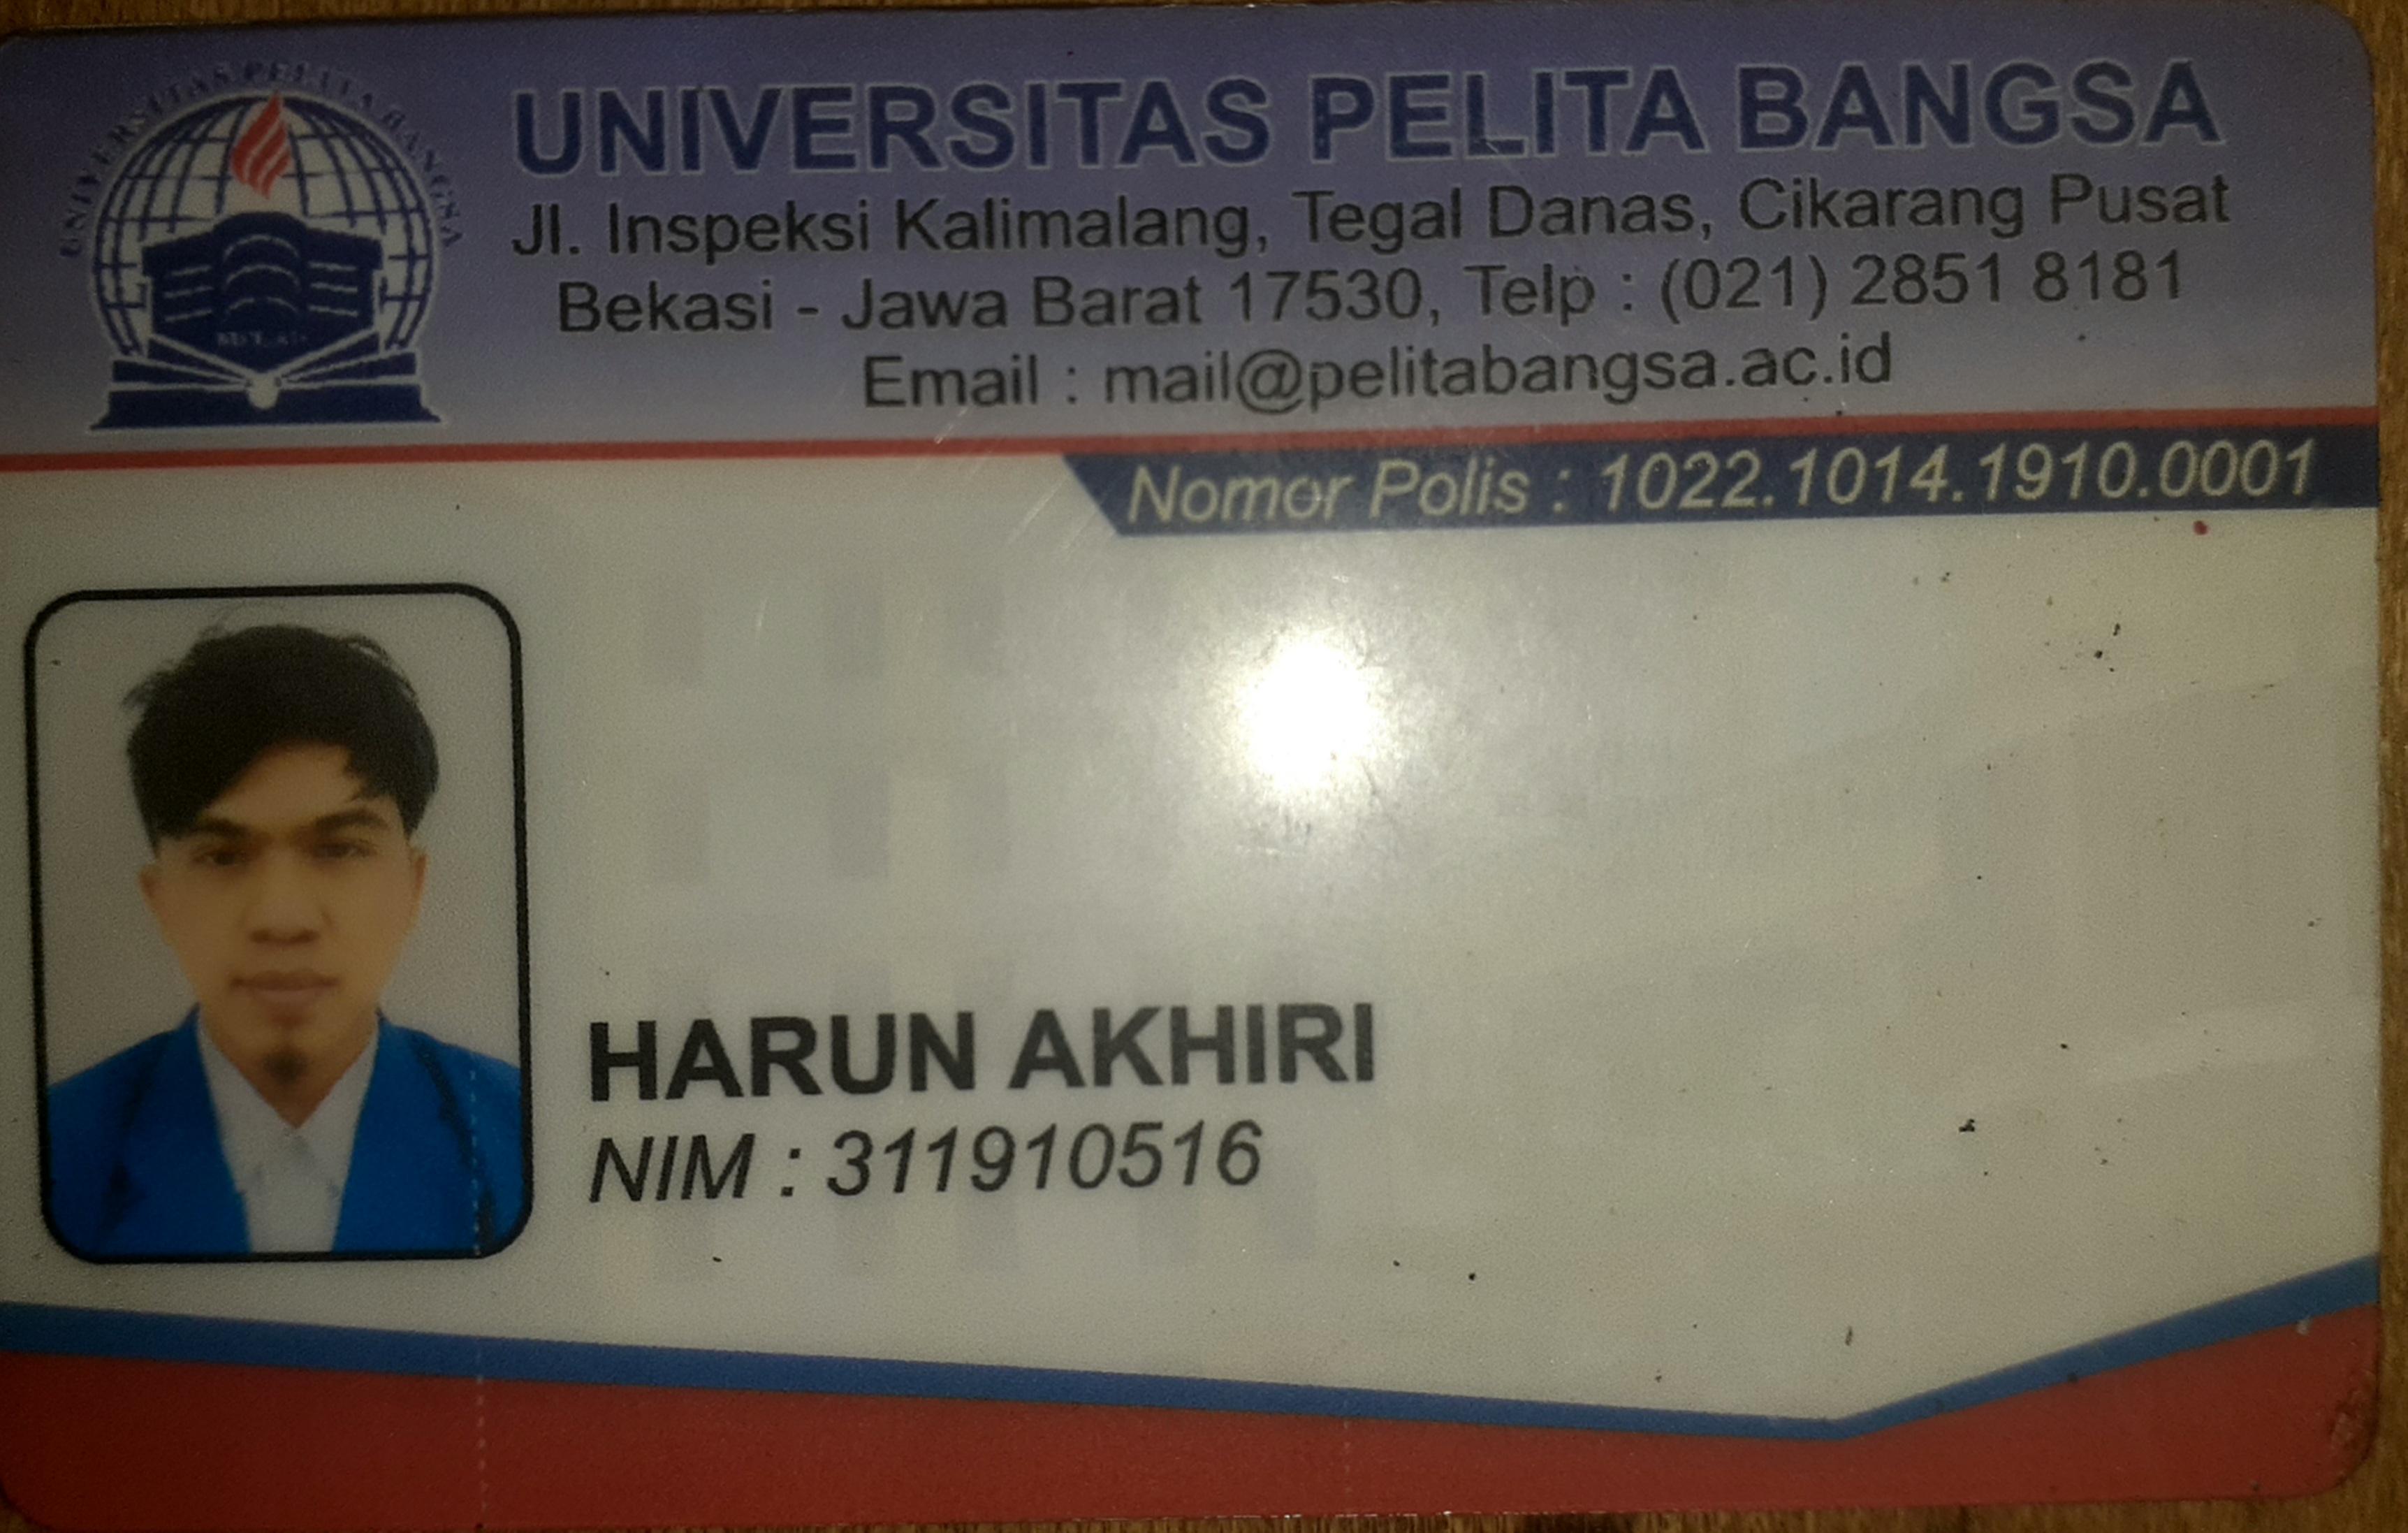 UNIVERSITAS PELITA BANGSA
UNIVERSITAS PELITA BANGSA
Jl. Inspeksi Kalimalang, Tegal Danas, Cikarang Pusat
Bekasi - Jawa Barat 17530, Telp : (021) 2851 8181
Email : mail@pelitabangsa.ac.id
Nomor Polis : 1022.1014.1910.0001
HARUN AKHIRI
NIM : 311910516